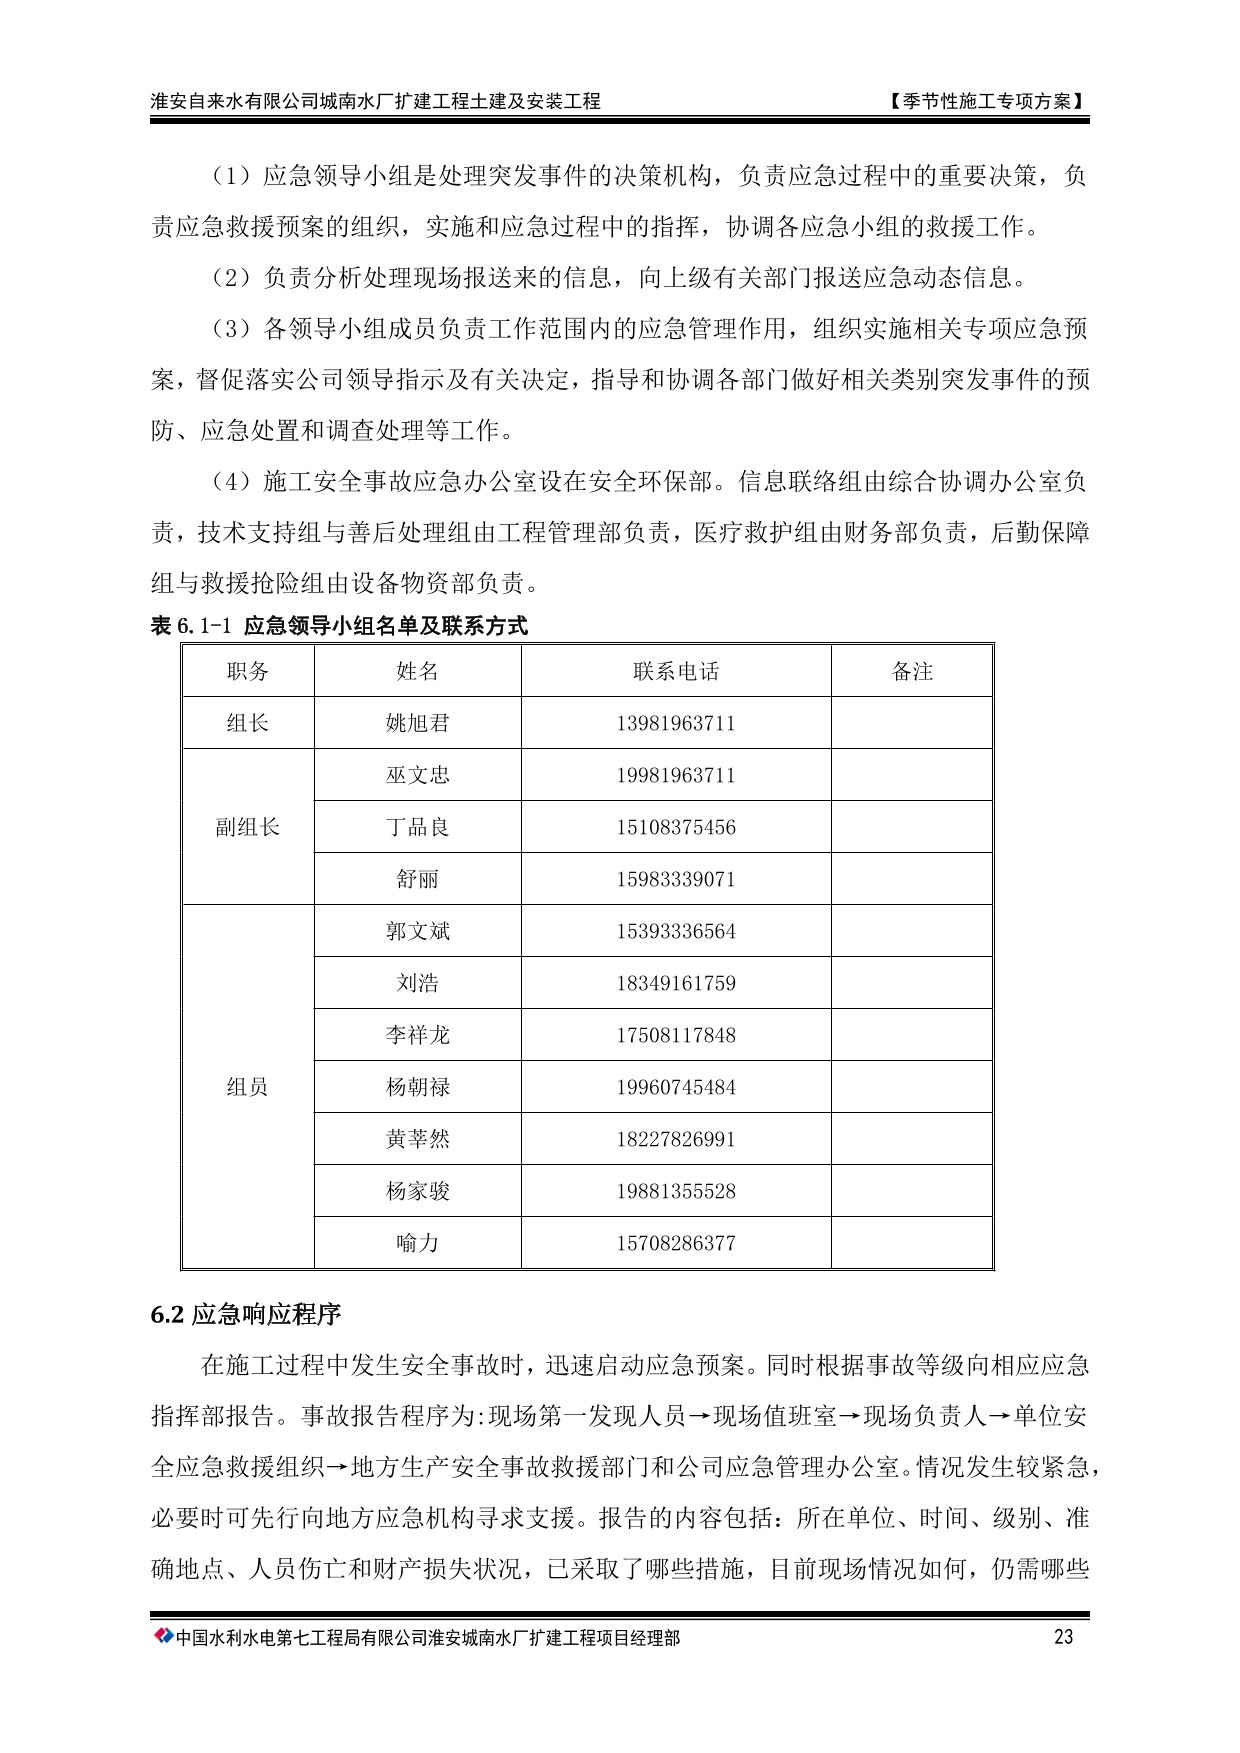 淮安自来水有限公司城南水厂扩建工程土建及安装工程 【季节性施工专项方案】
（1）应急领导小组是处理突发事件的决策机构，负责应急过程中的重要决策，负
责应急救援预案的组织，实施和应急过程中的指挥，协调各应急小组的救援工作。
（2）负责分析处理现场报送来的信息，向上级有关部门报送应急动态信息。
（3）各领导小组成员负责工作范围内的应急管理作用，组织实施相关专项应急预
案，督促落实公司领导指示及有关决定，指导和协调各部门做好相关类别突发事件的预
防、应急处置和调查处理等工作。
（4）施工安全事故应急办公室设在安全环保部。信息联络组由综合协调办公室负
责，技术支持组与善后处理组由工程管理部负责，医疗救护组由财务部负责，后勤保障
组与救援抢险组由设备物资部负责。
表 6.1-1 应急领导小组名单及联系方式
职务 姓名 联系电话 备注
组长 姚旭君 13981963711
巫文忠 19981963711
副组长 丁品良 15108375456
舒丽 15983339071
郭文斌 15393336564
刘浩 18349161759
李祥龙 17508117848
组员 杨朝禄 19960745484
黄莘然 18227826991
杨家骏 19881355528
喻力 15708286377
6.2 应急响应程序
在施工过程中发生安全事故时，迅速启动应急预案。同时根据事故等级向相应应急
指挥部报告。事故报告程序为:现场第一发现人员→现场值班室→现场负责人→单位安
全应急救援组织→地方生产安全事故救援部门和公司应急管理办公室。情况发生较紧急，
必要时可先行向地方应急机构寻求支援。报告的内容包括：所在单位、时间、级别、准
确地点、人员伤亡和财产损失状况，已采取了哪些措施，目前现场情况如何，仍需哪些
中国水利水电第七工程局有限公司淮安城南水厂扩建工程项目经理部 23